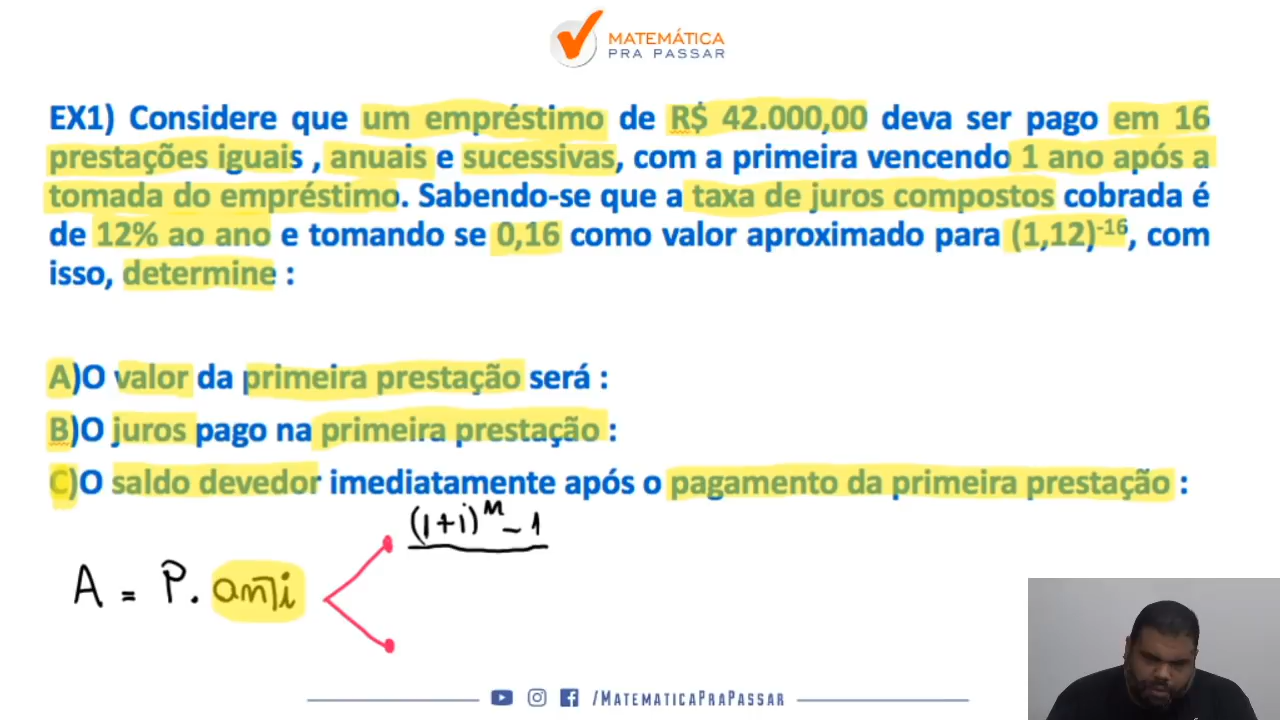 MATEMÁTICA
PRA PASSAR
EX1) Considere que um empréstimo de R$ 42.000,00 deva ser pago em 16
prestações iguais , anuais e sucessivas, com a primeira vencendo 1 ano após a
tomada do empréstimo. Sabendo-se que a taxa de juros compostos cobrada é
de 12% ao ano e tomando se 0,16 como valor aproximado para (1,12)⁻¹⁶, com
isso, determine :
A)O valor da primeira prestação será :
B)O juros pago na primeira prestação :
C)O saldo devedor imediatamente após o pagamento da primeira prestação :
(1+i)ⁿ - 1
A = P. an̅i
/MATEMATICAPRAPASSAR